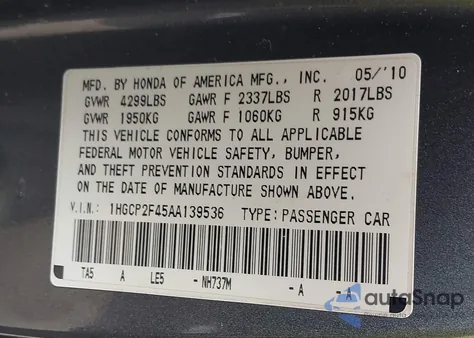 MFD. BY HONDA OF AMERICA MFG., INC. 05/'10
GVWR 4299LBS GAWR F 2337LBS R 2017LBS
GVWR 1950KG GAWR F 1060KG R 915KG
THIS VEHICLE CONFORMS TO ALL APPLICABLE
FEDERAL MOTOR VEHICLE SAFETY, BUMPER,
AND THEFT PREVENTION STANDARDS IN EFFECT
ON THE DATE OF MANUFACTURE SHOWN ABOVE.
V.I.N.: 1HGCP2F45AA139536 TYPE: PASSENGER CAR
TA5 A LE5 - NH737M - A - A
autoSnap